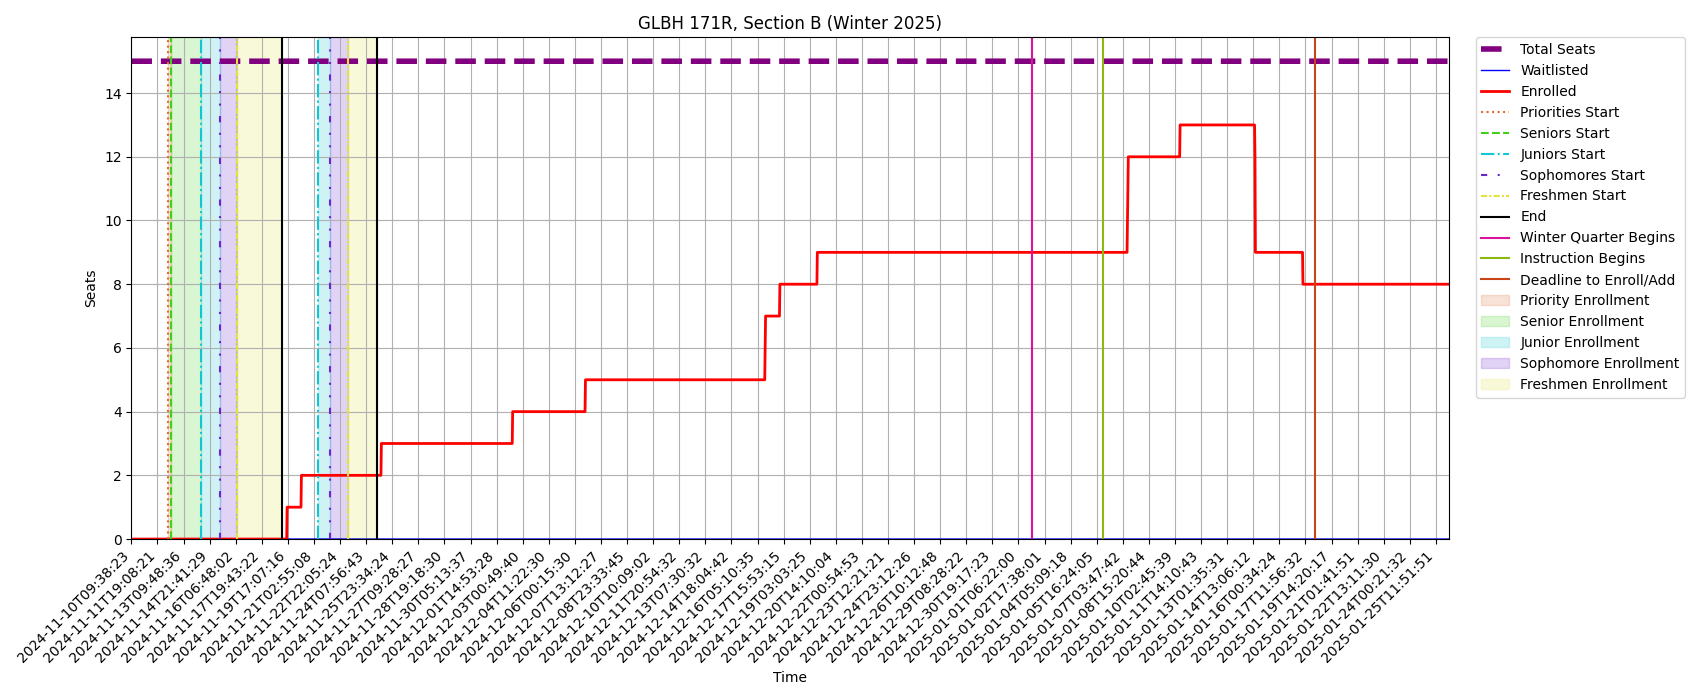 GLBH 171R, Section B (Winter 2025)
Seats
14
12
10
8
6
4
2
0
2024-11-10T09:38:23
2024-11-11T19:08:21
2024-11-13T09:48:36
2024-11-14T21:41:29
2024-11-16T06:48:02
2024-11-17T19:43:22
2024-11-19T17:07:16
2024-11-21T02:55:08
2024-11-22T22:05:24
2024-11-24T07:56:43
2024-11-25T23:34:24
2024-11-27T09:28:27
2024-11-28T19:18:30
2024-11-30T05:13:37
2024-12-01T14:53:28
2024-12-03T00:49:40
2024-12-04T11:22:30
2024-12-06T00:15:30
2024-12-07T13:12:27
2024-12-08T23:33:45
2024-12-10T10:09:02
2024-12-11T20:54:32
2024-12-13T07:30:32
2024-12-14T18:04:42
2024-12-16T05:10:35
2024-12-17T15:53:15
2024-12-19T03:03:25
2024-12-20T14:10:04
2024-12-22T00:54:53
2024-12-23T12:21:21
2024-12-24T23:12:26
2024-12-26T10:12:48
2024-12-29T08:28:22
2024-12-30T19:17:23
2025-01-01T06:22:00
2025-01-02T17:38:01
2025-01-04T05:09:18
2025-01-05T16:24:05
2025-01-07T03:47:42
2025-01-08T15:20:44
2025-01-10T02:45:39
2025-01-11T14:10:43
2025-01-13T01:35:31
2025-01-14T13:06:12
2025-01-16T00:34:24
2025-01-17T11:56:32
2025-01-19T14:20:17
2025-01-21T01:41:51
2025-01-22T13:11:30
2025-01-24T00:21:32
2025-01-25T11:51:51
Time
Total Seats
Waitlisted
Enrolled
Priorities Start
Seniors Start
Juniors Start
Sophomores Start
Freshmen Start
End
Winter Quarter Begins
Instruction Begins
Deadline to Enroll/Add
Priority Enrollment
Senior Enrollment
Junior Enrollment
Sophomore Enrollment
Freshmen Enrollment